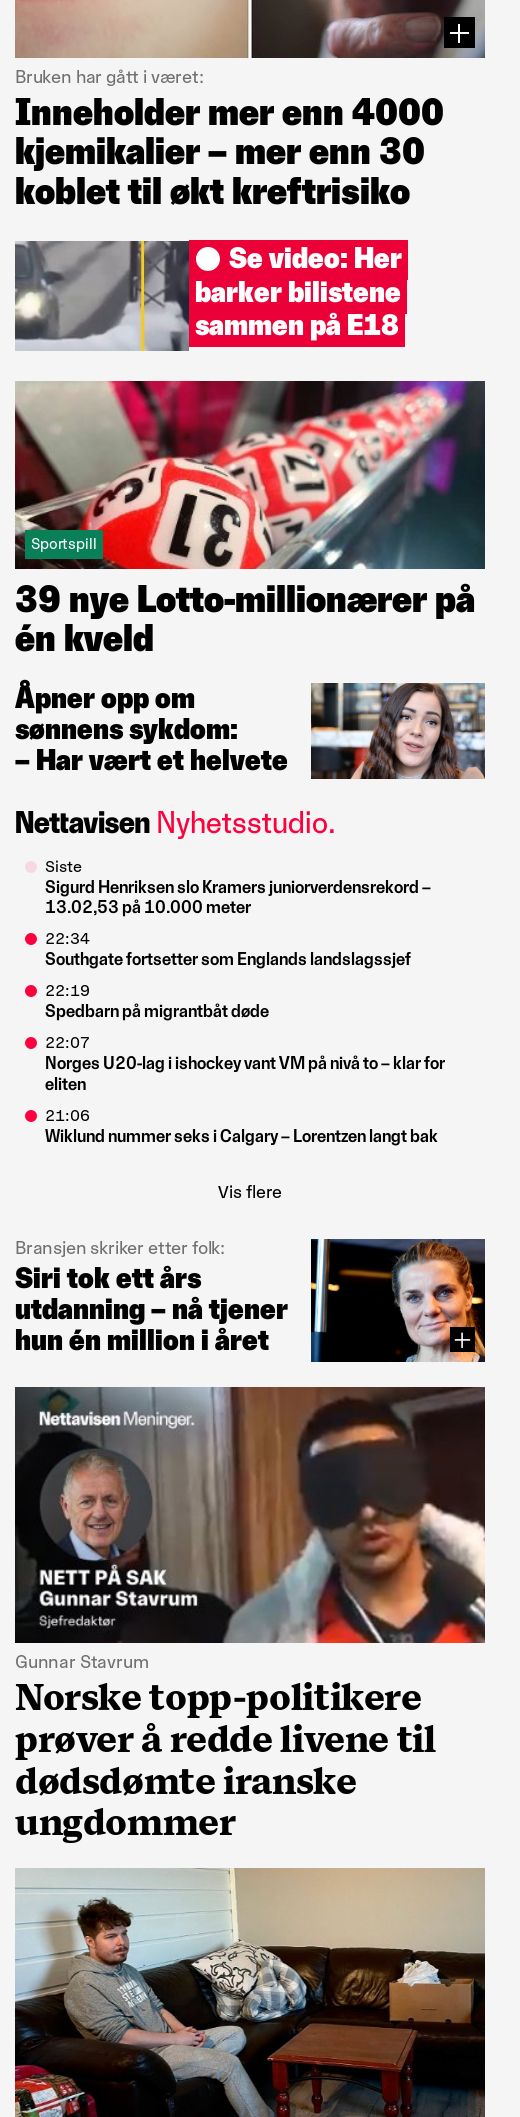 Bruken har gått i været:
Inneholder mer enn 4000
kjemikalier – mer enn 30
koblet til økt kreftrisiko
Se video: Her
barker bilistene
sammen på E18
31
Sportspill
39 nye Lotto-millionærer på
én kveld
Åpner opp om
sønnens sykdom:
– Har vært et helvete
Nettavisen Nyhetsstudio.
Siste
Sigurd Henriksen slo Kramers juniorverdensrekord –
13.02,53 på 10.000 meter
22:34
Southgate fortsetter som Englands landslagssjef
22:19
Spedbarn på migrantbåt døde
22:07
Norges U20-lag i ishockey vant VM på nivå to – klar for
eliten
21:06
Wiklund nummer seks i Calgary – Lorentzen langt bak
Vis flere
Bransjen skriker etter folk:
Siri tok ett års
utdanning – nå tjener
hun én million i året
Nettavisen Meninger.
NETT PÅ SAK
Gunnar Stavrum
Sjefredaktør
Gunnar Stavrum
Norske topp-politikere
prøver å redde livene til
dødsdømte iranske
ungdommer